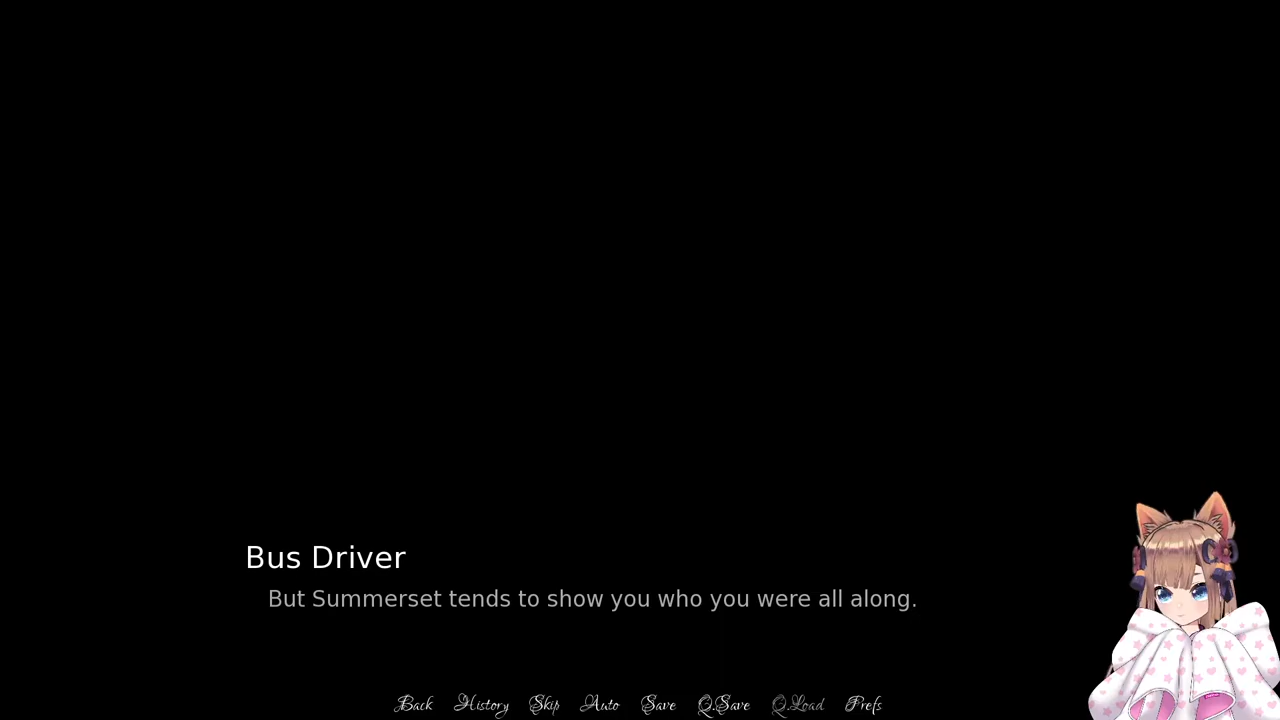 Bus Driver
But Summerset tends to show you who you were all along.
Back History Skip Auto Save Q.Save Q.Load Prefs